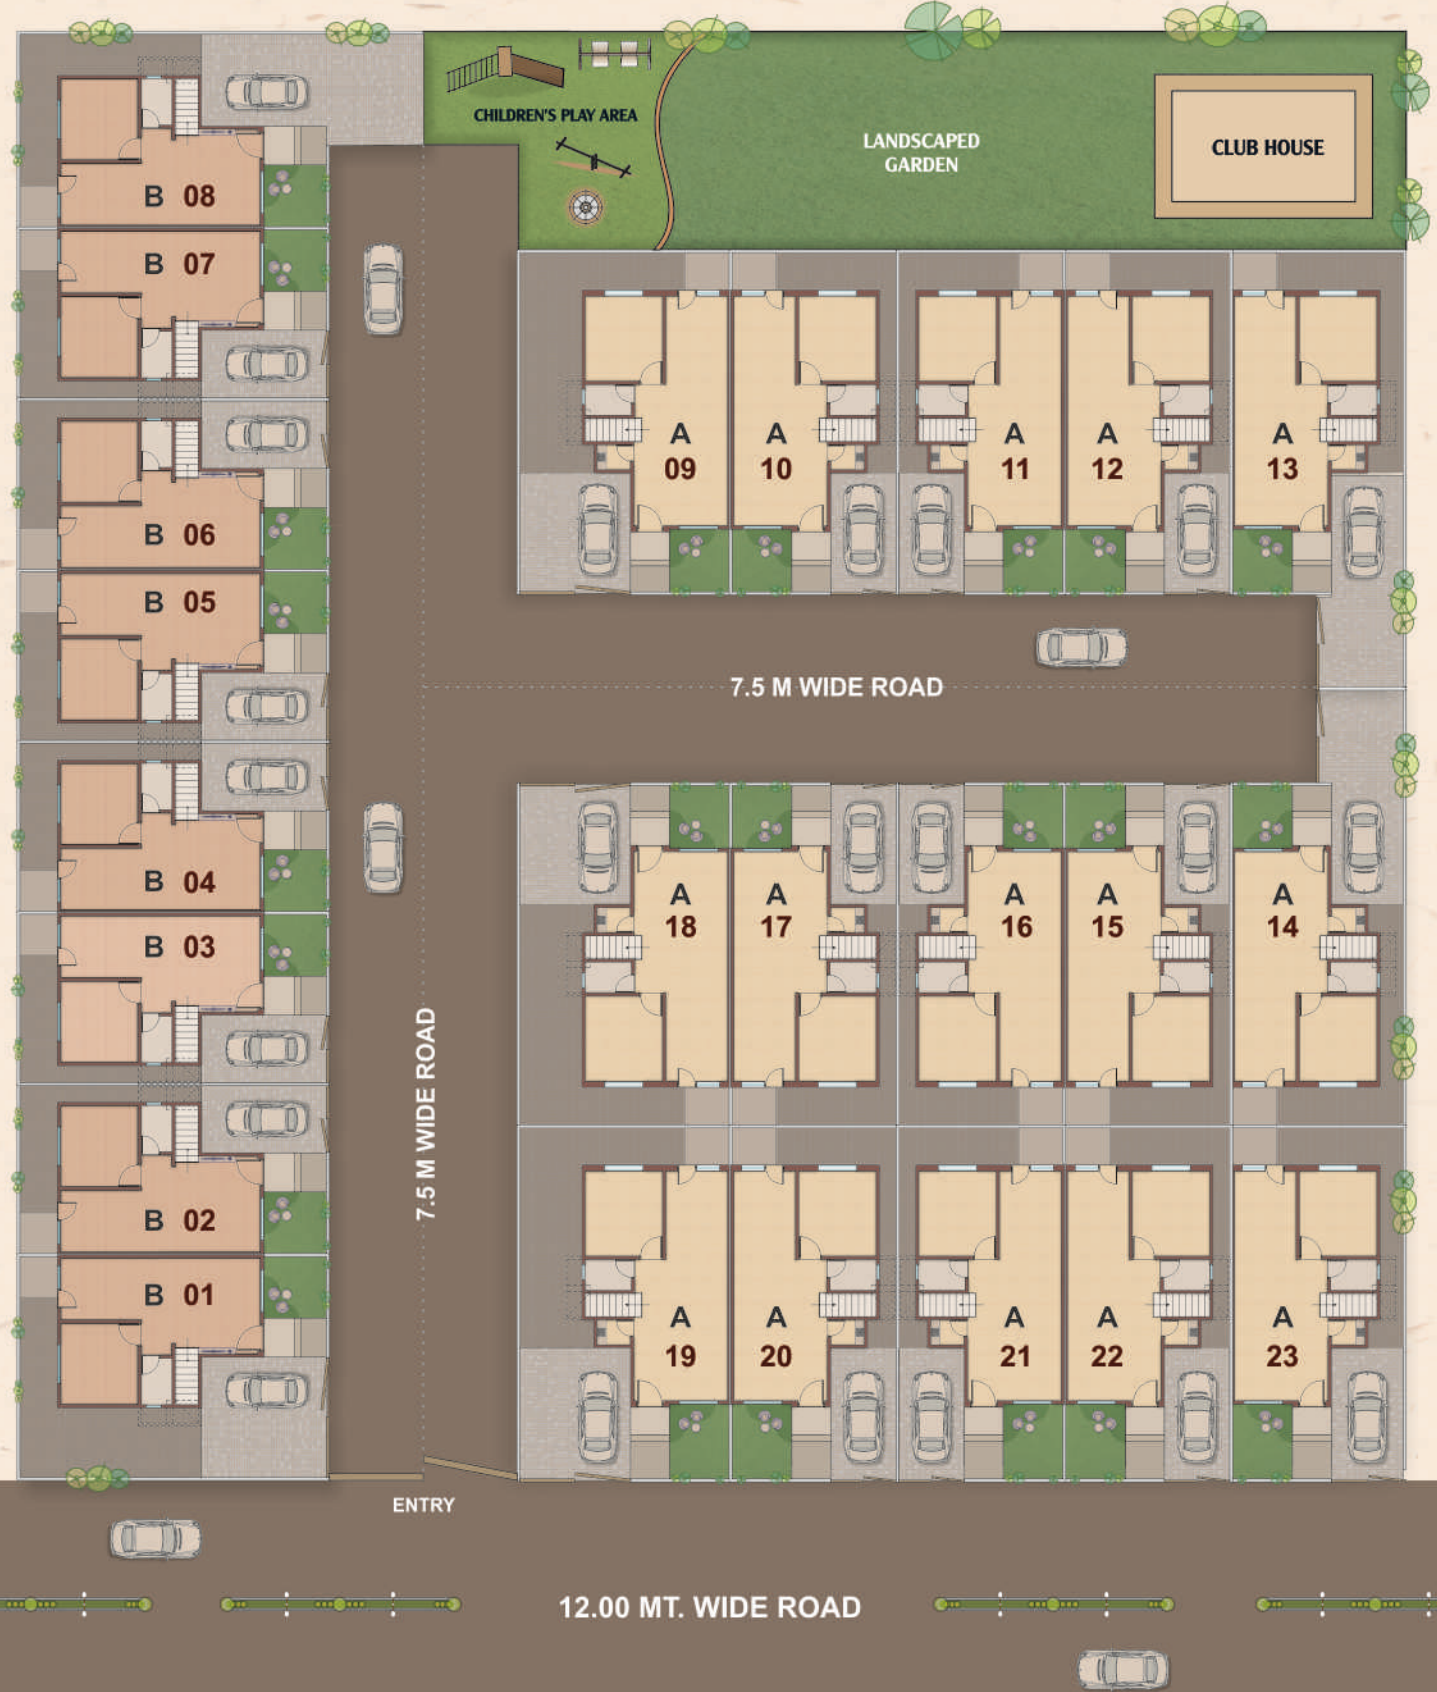 CHILDREN'S PLAY AREA
LANDSCAPED
GARDEN
CLUB HOUSE
B 08
B 07
B 06
B 05
B 04
B 03
B 02
B 01
A
09
A
10
A
11
A
12
A
13
7.5 M WIDE ROAD
A
18
A
17
A
16
A
15
A
14
7.5 M WIDE ROAD
A
19
A
20
A
21
A
22
A
23
ENTRY
12.00 MT. WIDE ROAD